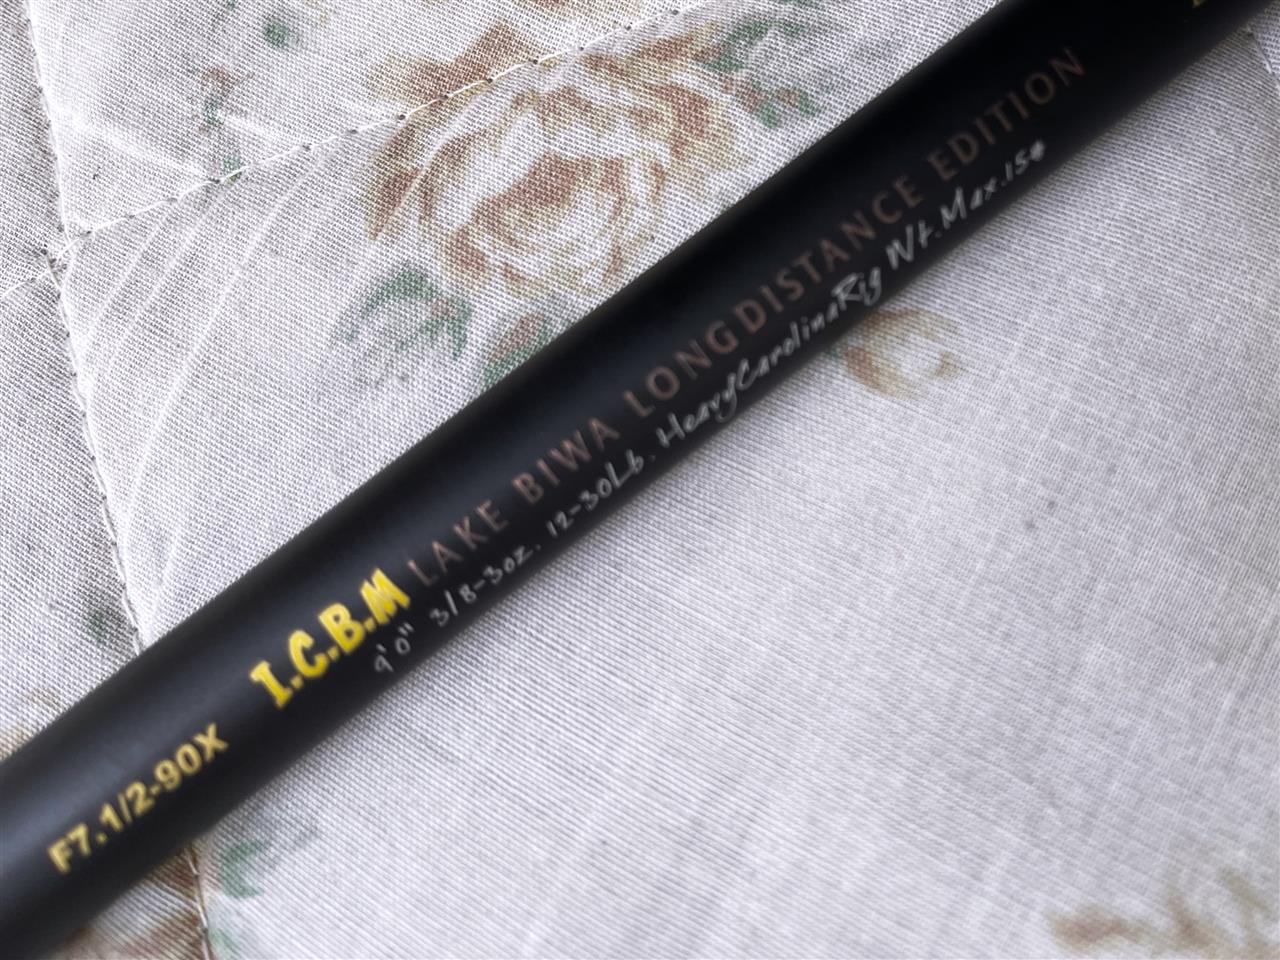 F7.1/2-90X
I.C.B.M LAKE BIWA LONGDISTANCE EDITION
9'0" 3/8-3oz. 12-30Lb. HeavyCarolinaRig Wt.Max.15#